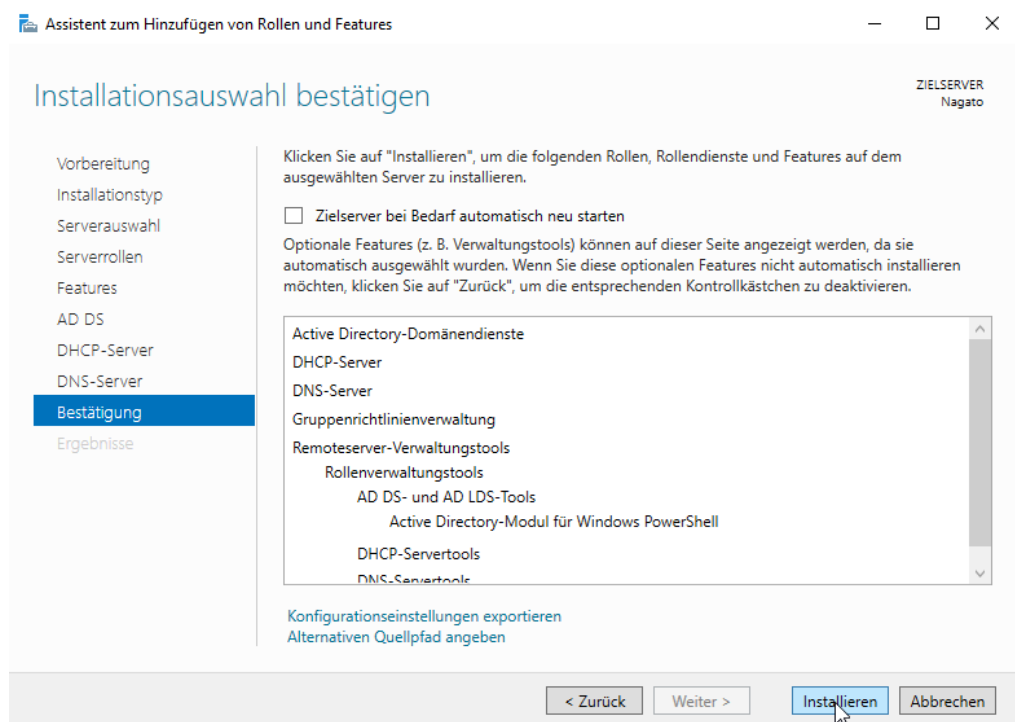 Assistent zum Hinzufügen von Rollen und Features
Installationsauswahl bestätigen
ZIELSERVER
Nagato
Vorbereitung
Installationstyp
Serverauswahl
Serverrollen
Features
AD DS
DHCP-Server
DNS-Server
Bestätigung
Ergebnisse
Klicken Sie auf "Installieren", um die folgenden Rollen, Rollendienste und Features auf dem
ausgewählten Server zu installieren.
Zielserver bei Bedarf automatisch neu starten
Optionale Features (z. B. Verwaltungstools) können auf dieser Seite angezeigt werden, da sie
automatisch ausgewählt wurden. Wenn Sie diese optionalen Features nicht automatisch installieren
möchten, klicken Sie auf "Zurück", um die entsprechenden Kontrollkästchen zu deaktivieren.
Active Directory-Domänendienste
DHCP-Server
DNS-Server
Gruppenrichtlinienverwaltung
Remoteserver-Verwaltungstools
Rollenverwaltungstools
AD DS- und AD LDS-Tools
Active Directory-Modul für Windows PowerShell
DHCP-Servertools
DNS-Servertools
Konfigurationseinstellungen exportieren
Alternativen Quellpfad angeben
< Zurück
Weiter >
Installieren
Abbrechen